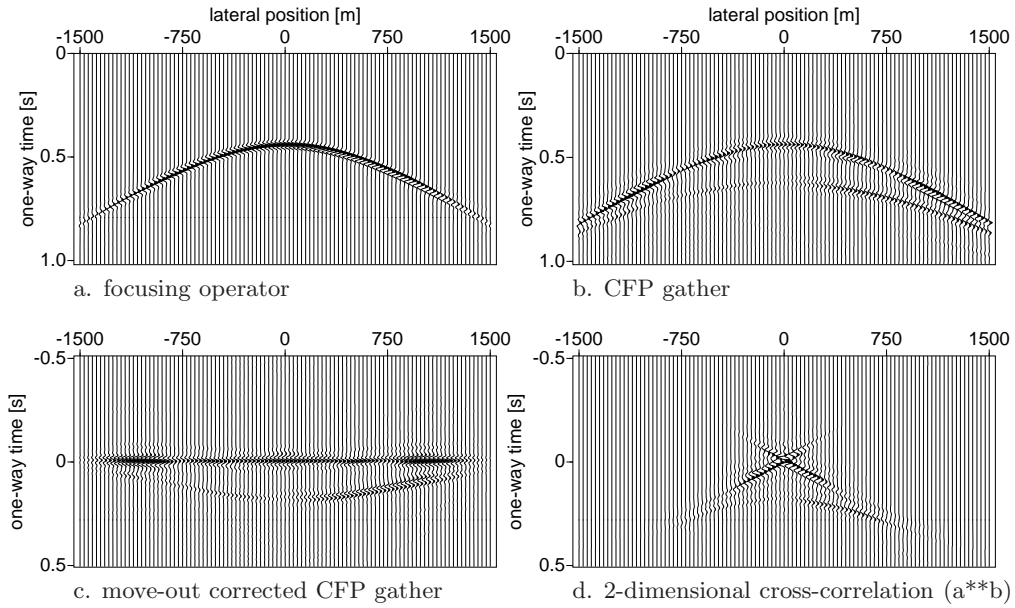 lateral position [m]
-1500 -750 0 750 1500
0
0.5
1.0
one-way time [s]
a. focusing operator
lateral position [m]
-1500 -750 0 750 1500
0
0.5
1.0
one-way time [s]
b. CFP gather
-1500 -750 0 750 1500
-0.5
0
0.5
one-way time [s]
c. move-out corrected CFP gather
-1500 -750 0 750 1500
-0.5
0
0.5
one-way time [s]
d. 2-dimensional cross-correlation (a**b)